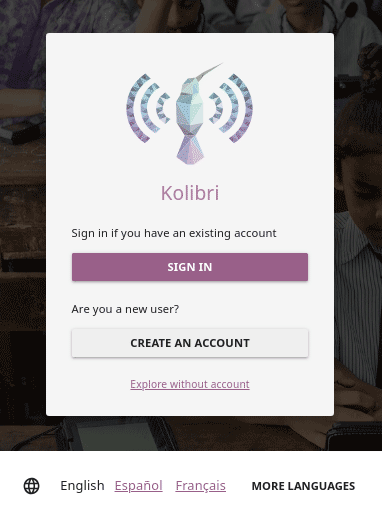 Kolibri
Sign in if you have an existing account
SIGN IN
Are you a new user?
CREATE AN ACCOUNT
Explore without account
English Español Français MORE LANGUAGES